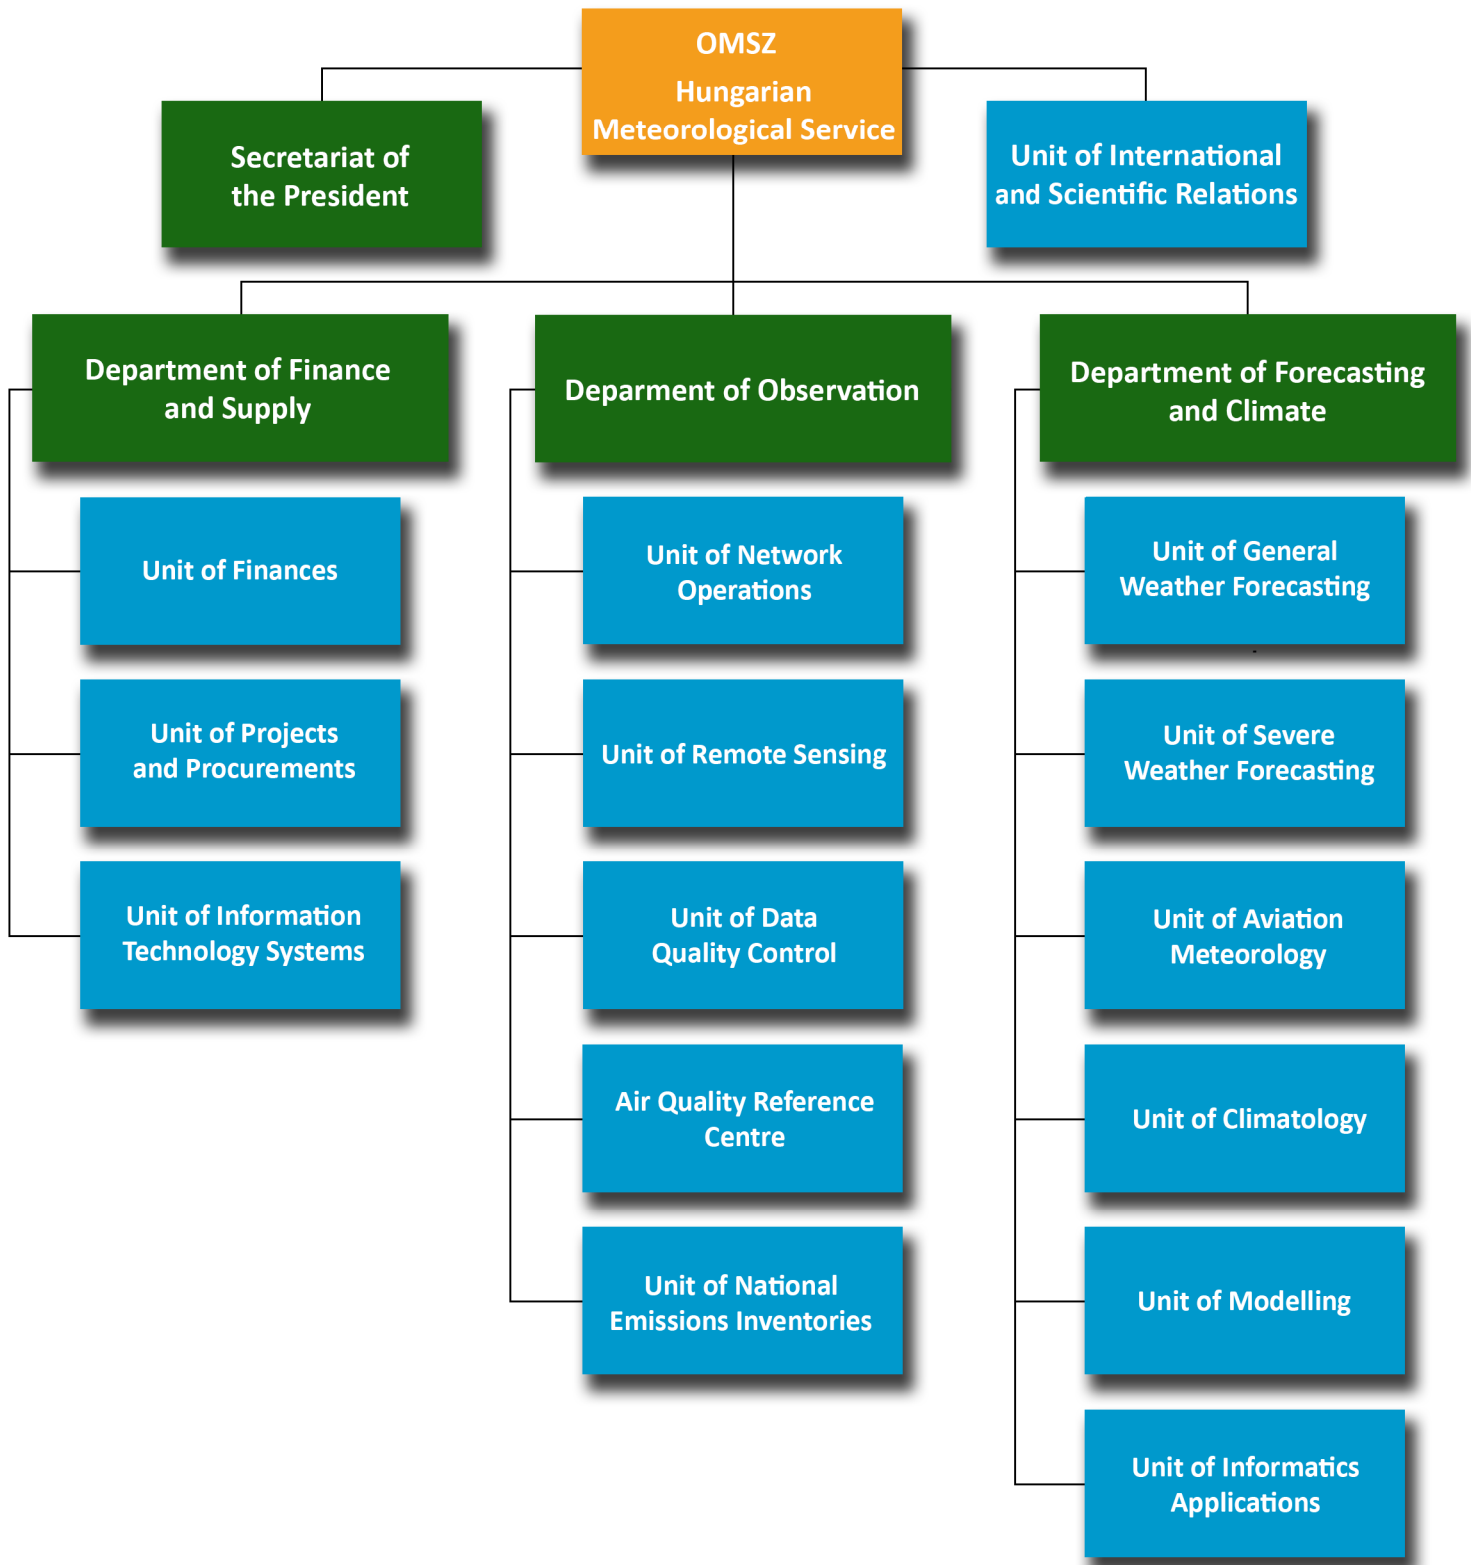 OMSZ
Hungarian
Meteorological Service
Secretariat of
the President
Unit of International
and Scientific Relations
Department of Finance
and Supply
Unit of Finances
Unit of Projects
and Procurements
Unit of Information
Technology Systems
Deparment of Observation
Unit of Network
Operations
Unit of Remote Sensing
Unit of Data
Quality Control
Air Quality Reference
Centre
Unit of National
Emissions Inventories
Department of Forecasting
and Climate
Unit of General
Weather Forecasting
Unit of Severe
Weather Forecasting
Unit of Aviation
Meteorology
Unit of Climatology
Unit of Modelling
Unit of Informatics
Applications